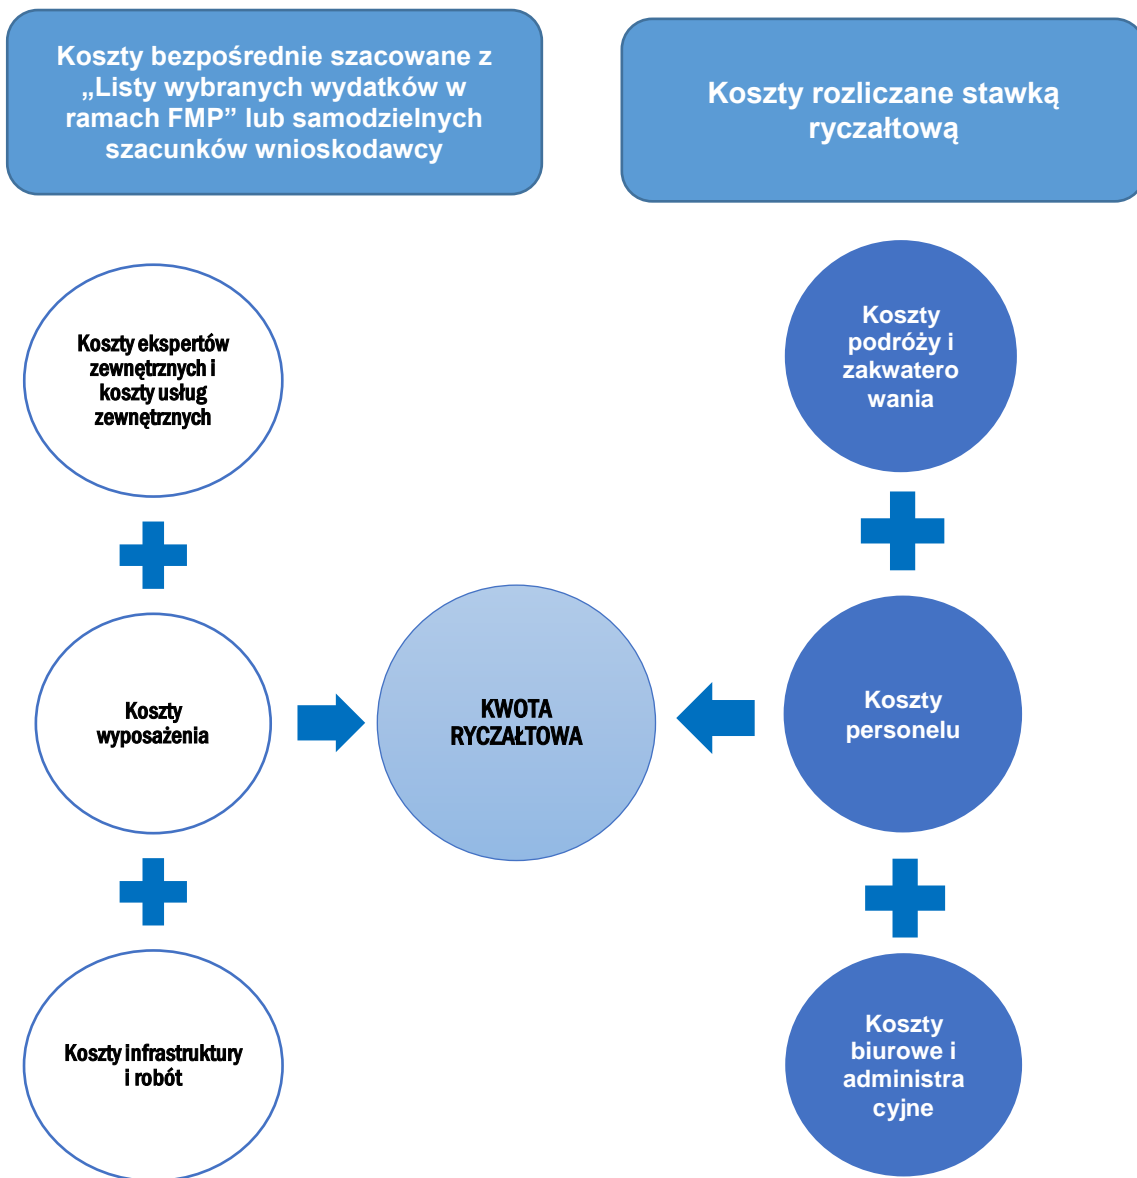 Koszty bezpośrednie szacowane z
„Listy wybranych wydatków w
ramach FMP” lub samodzielnych
szacunków wnioskodawcy
Koszty rozliczane stawką
ryczałtową
Koszty ekspertów
zewnętrznych i
koszty usług
zewnętrznych
Koszty
podróży i
zakwatero
wania
Koszty
wyposażenia
KWOTA
RYCZAŁTOWA
Koszty
personelu
Koszty infrastruktury
i robót
Koszty
biurowe i
administra
cyjne